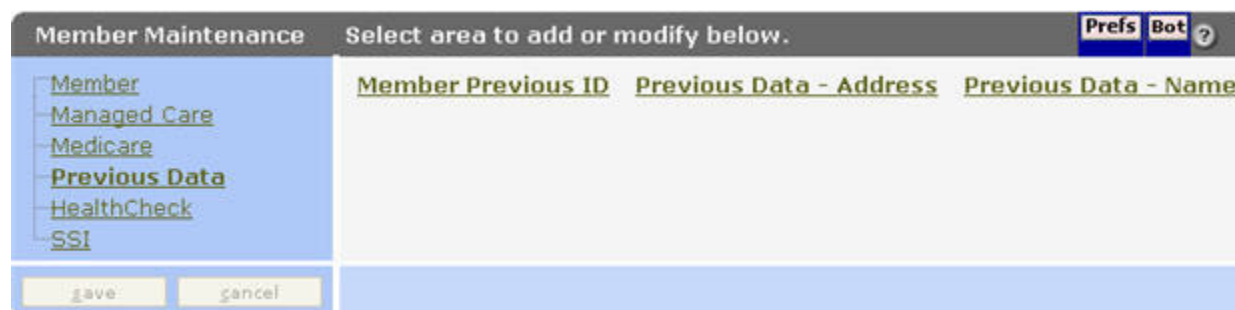 Member Maintenance
Select area to add or modify below.
Prefs Bot ?
Member
Managed Care
Medicare
Previous Data
HealthCheck
SSI
Member Previous ID Previous Data - Address Previous Data - Name
save cancel